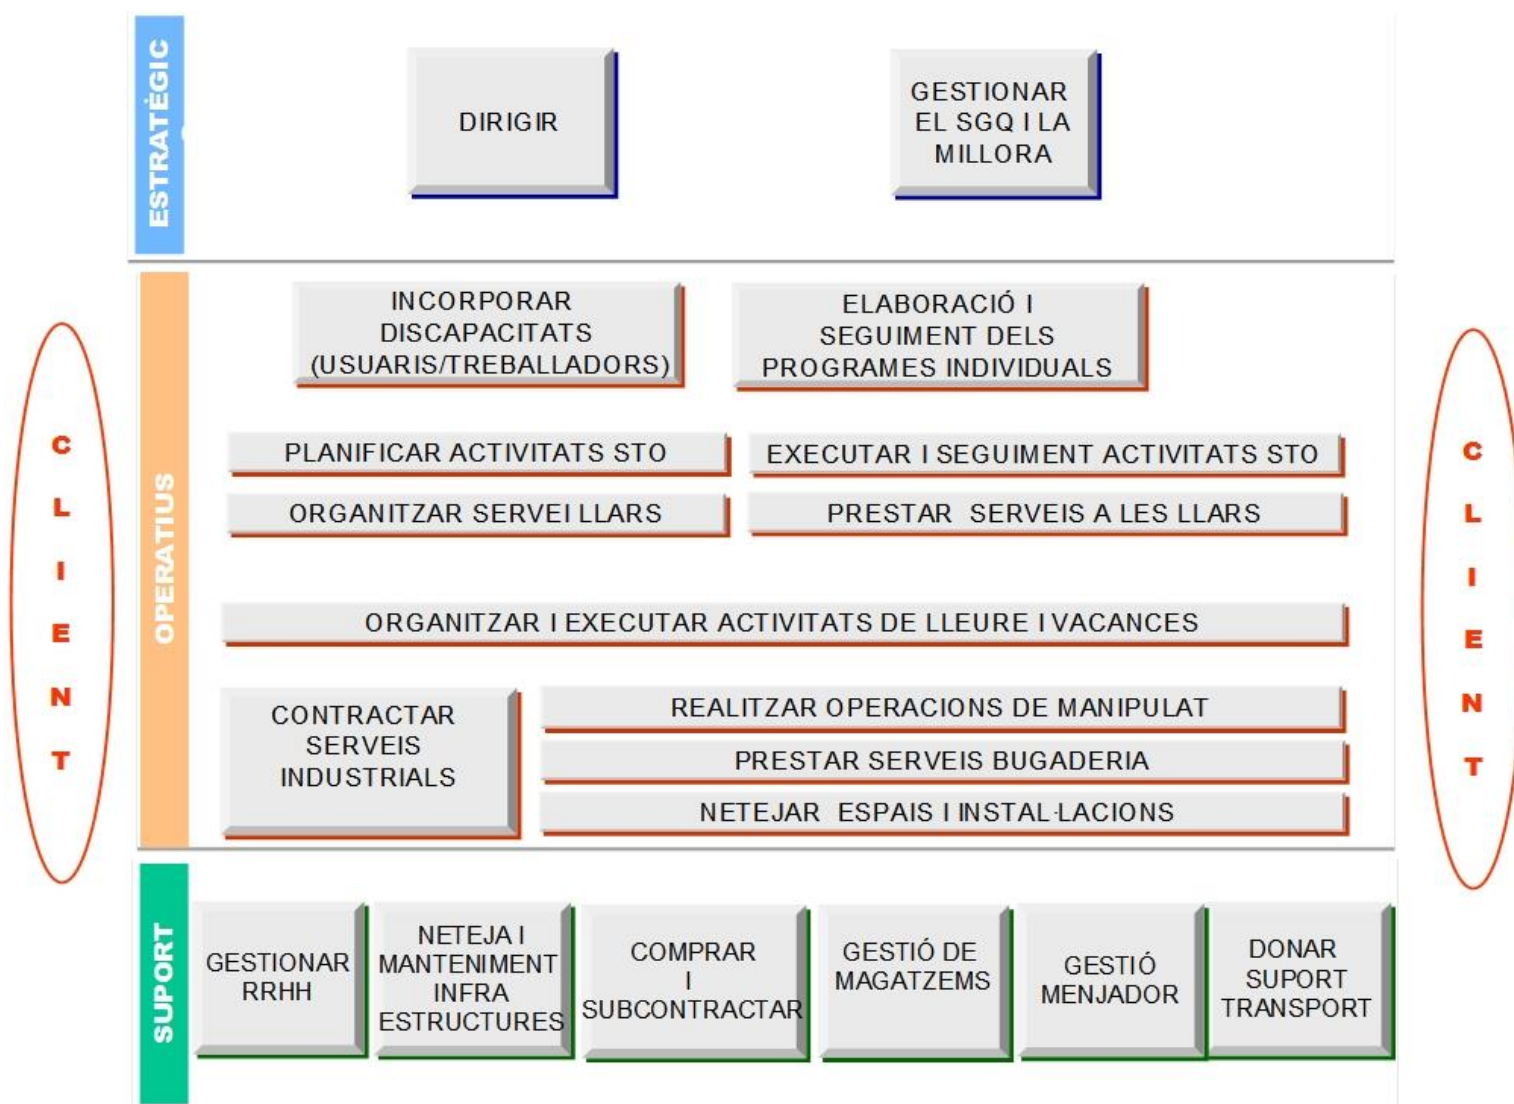 ESTRATÈGIC
DIRIGIR
GESTIONAR
EL SGQ I LA
MILLORA
CLIENT
OPERATIUS
INCORPORAR
DISCAPACITATS
(USUARIS/TREBALLADORS)
ELABORACIÓ I
SEGUIMENT DELS
PROGRAMES INDIVIDUALS
PLANIFICAR ACTIVITATS STO
EXECUTAR I SEGUIMENT ACTIVITATS STO
ORGANITZAR SERVEI LLARS
PRESTAR SERVEIS A LES LLARS
ORGANITZAR I EXECUTAR ACTIVITATS DE LLEURE I VACANCES
CONTRACTAR
SERVEIS
INDUSTRIALS
REALITZAR OPERACIONS DE MANIPULAT
PRESTAR SERVEIS BUGADERIA
NETEJAR ESPAIS I INSTAL·LACIONS
CLIENT
SUPORT
GESTIONAR
RRHH
NETEJA I
MANTENIMENT
INFRA
ESTRUCTURES
COMPRAR
I
SUBCONTRACTAR
GESTIÓ DE
MAGATZEMS
GESTIÓ
MENJADOR
DONAR
SUPORT
TRANSPORT